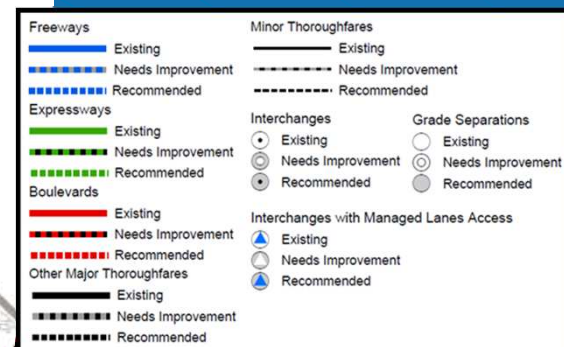 Freeways
Existing
Needs Improvement
Recommended
Expressways
Existing
Needs Improvement
Recommended
Boulevards
Existing
Needs Improvement
Recommended
Other Major Thoroughfares
Existing
Needs Improvement
Recommended
Minor Thoroughfares
Existing
Needs Improvement
Recommended
Interchanges
Existing
Needs Improvement
Recommended
Grade Separations
Existing
Needs Improvement
Recommended
Interchanges with Managed Lanes Access
Existing
Needs Improvement
Recommended